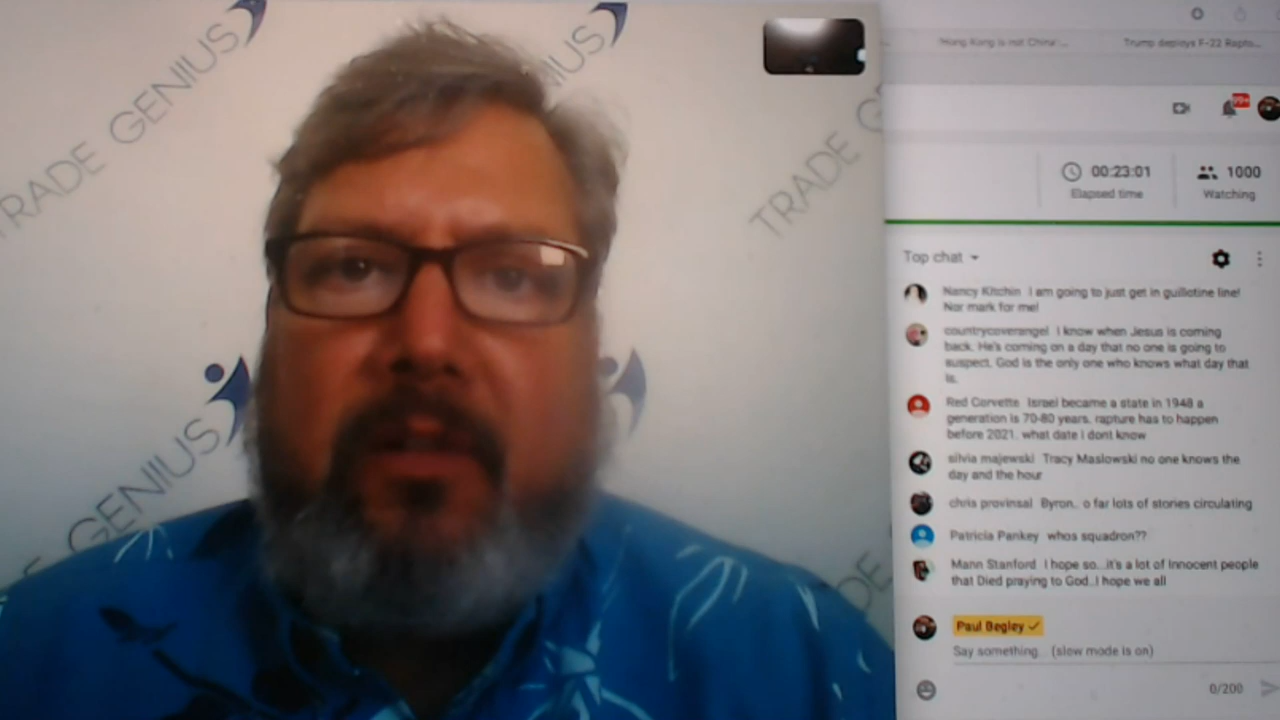 TRADE GENIUS
IUS
TRADE GE
TRADE
DE GENIUS
'Hong Kong is not China'...
Trump deploys F-22 Rapto...
99+
00:23:01
Elapsed time
1000
Watching
Top chat
Nancy Kitchin I am going to just get in guillotine line!
Nor mark for me!
countrycoverangel I know when Jesus is coming
back. He's coming on a day that no one is going to
suspect. God is the only one who knows what day that
is.
Red Corvette Israel became a state in 1948 a
generation is 70-80 years. rapture has to happen
before 2021. what date i dont know
silvia majewski Tracy Maslowski no one knows the
day and the hour
chris provinsal Byron.. o far lots of stories circulating
Patricia Pankey whos squadron??
Mann Stanford I hope so...it's a lot of Innocent people
that Died praying to God..I hope we all
Paul Begley
Say something... (slow mode is on)
0/200